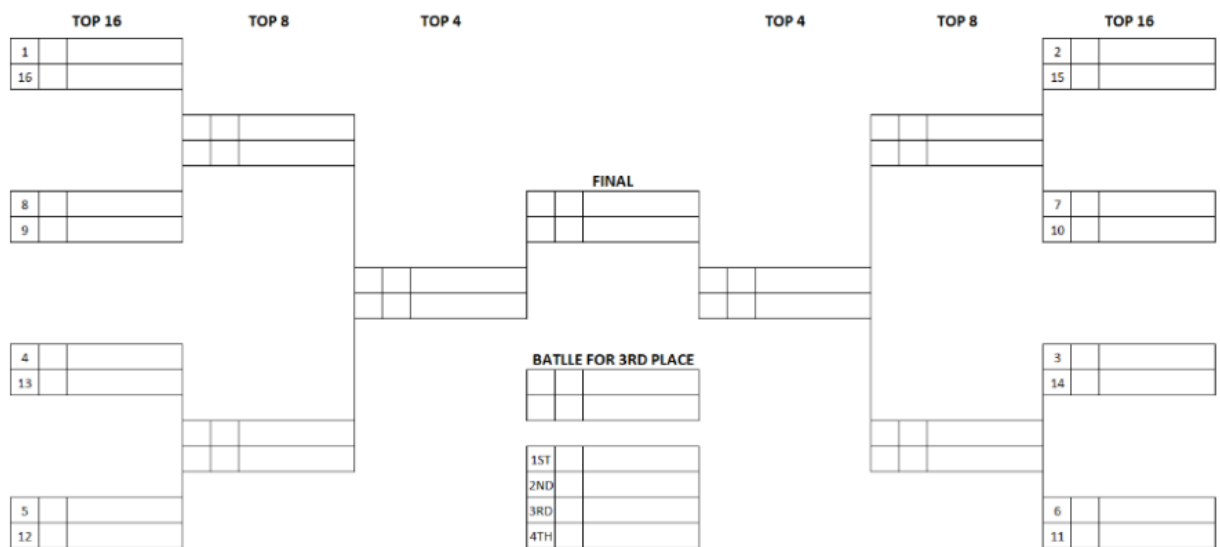 TOP 16 TOP 8 TOP 4 TOP 4 TOP 8 TOP 16
1 2
16 15
FINAL
8 7
9 10
4 BATLLE FOR 3RD PLACE 3
13 14
1ST
2ND
5 3RD 6
12 4TH 11